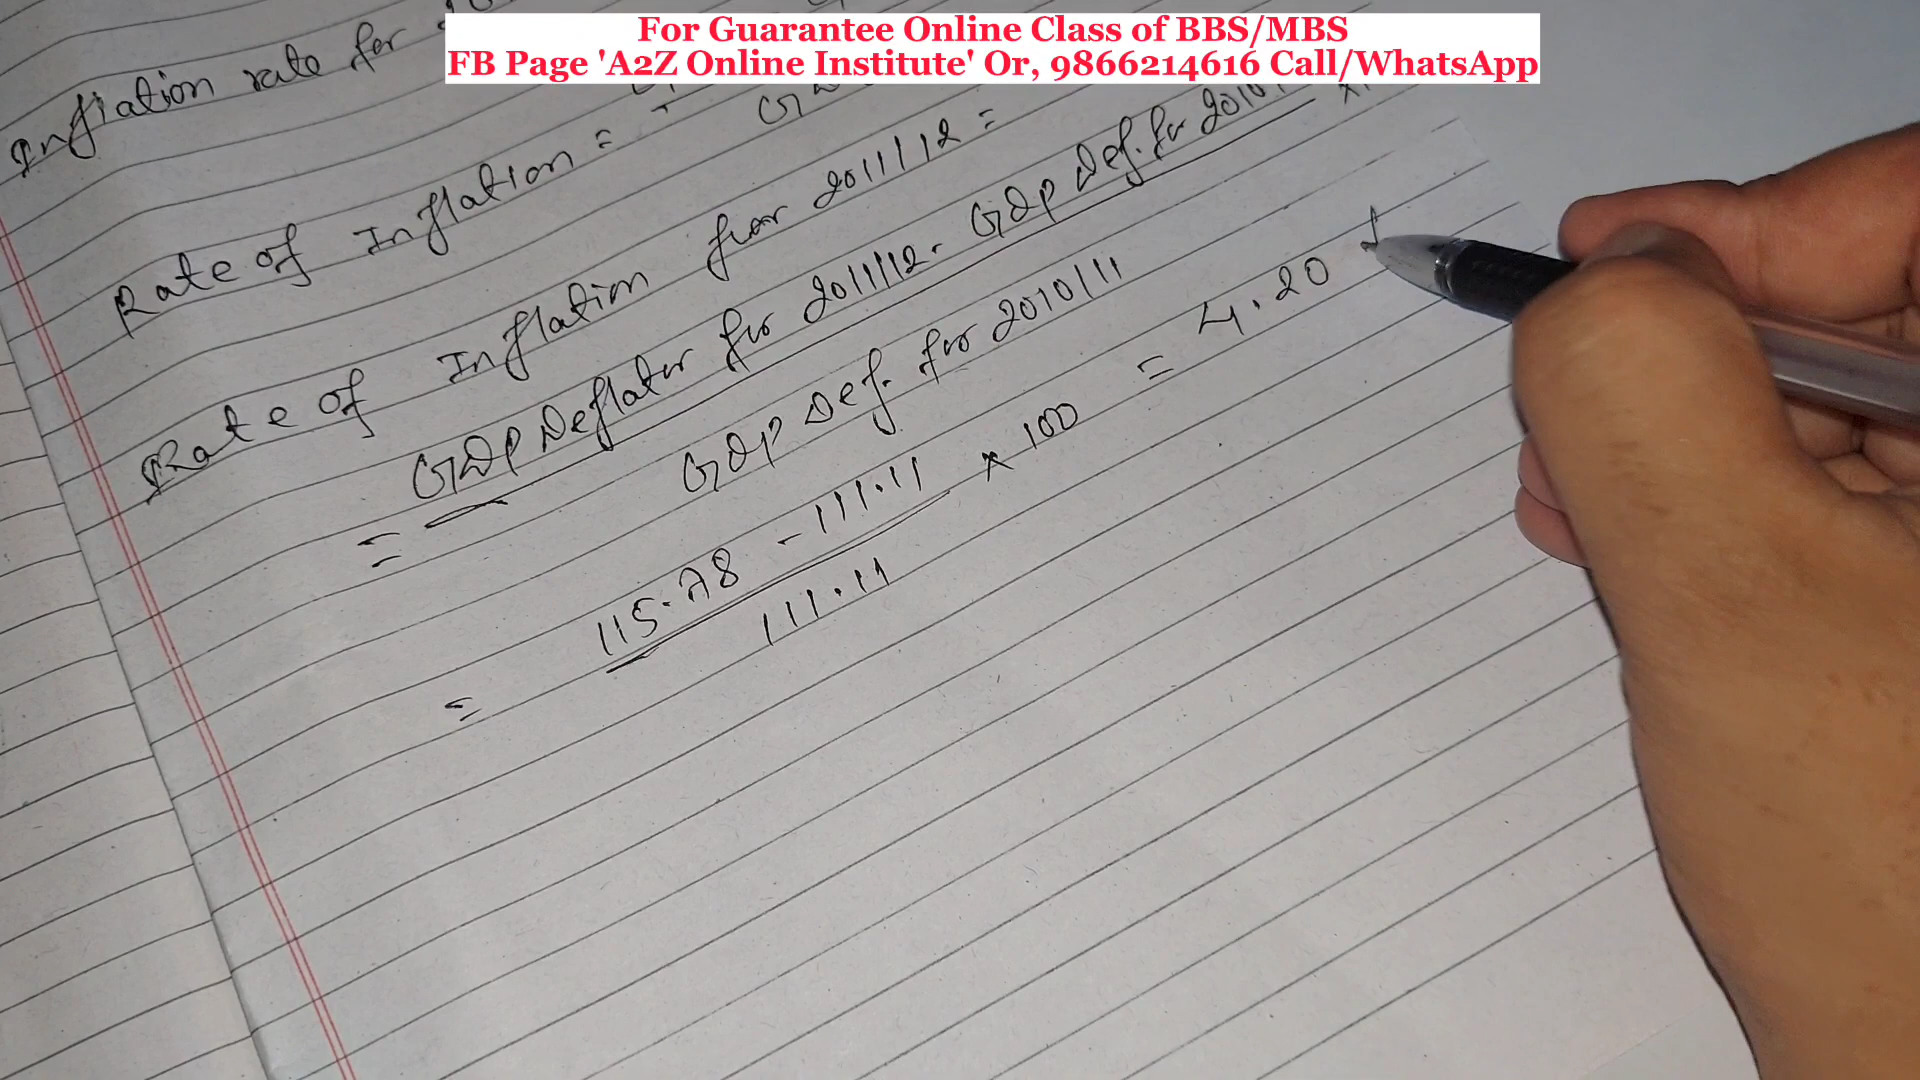 For Guarantee Online Class of BBS/MBS
FB Page 'A2Z Online Institute' Or, 9866214616 Call/WhatsApp
Inflation rate for
Rate of Inflation =
Rate of Inflation for 2011/12 =
= GDP Deflator for 2011/12 - GDP Def. for 2010/
GDP Def. for 2010/11
= 115.78 - 111.11 × 100 = 4.20
111.11